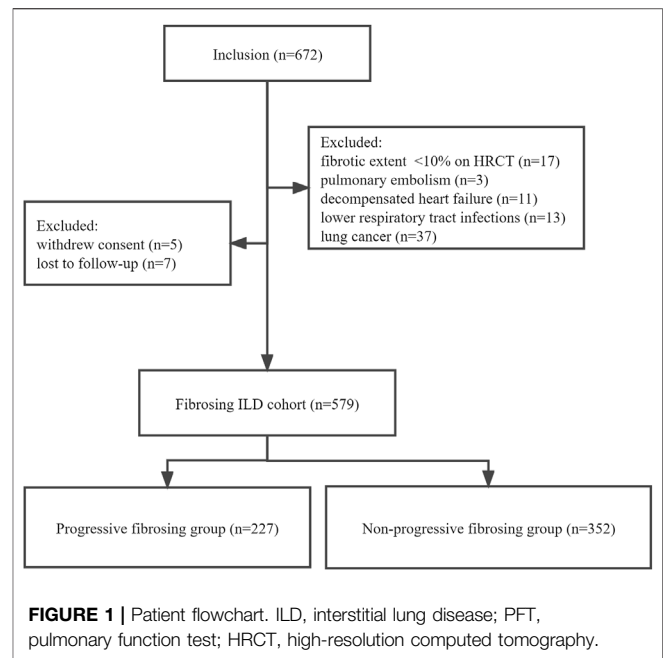 Inclusion (n=672)
Excluded:
fibrotic extent <10% on HRCT (n=17)
pulmonary embolism (n=3)
decompensated heart failure (n=11)
lower respiratory tract infections (n=13)
lung cancer (n=37)
Excluded:
withdrew consent (n=5)
lost to follow-up (n=7)
Fibrosing ILD cohort (n=579)
Progressive fibrosing group (n=227)
Non-progressive fibrosing group (n=352)
FIGURE 1 | Patient flowchart. ILD, interstitial lung disease; PFT,
pulmonary function test; HRCT, high-resolution computed tomography.